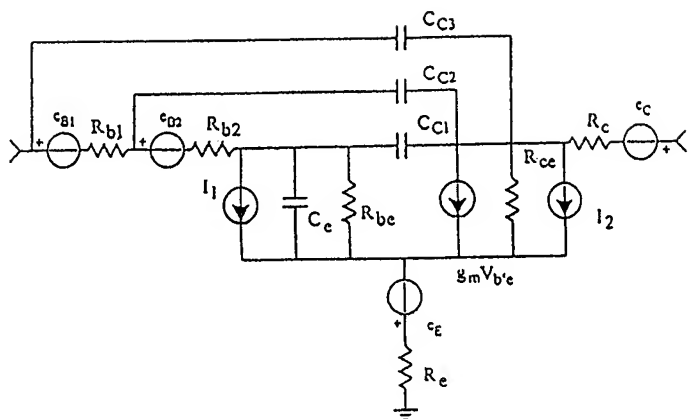 C_C3
C_C2
e_B1
R_b1
e_B2
R_b2
C_C1
R_c
e_C
R_ce
I_1
C_e
R_be
I_2
g_mV_b'e
e_E
R_e
+
+
+
+